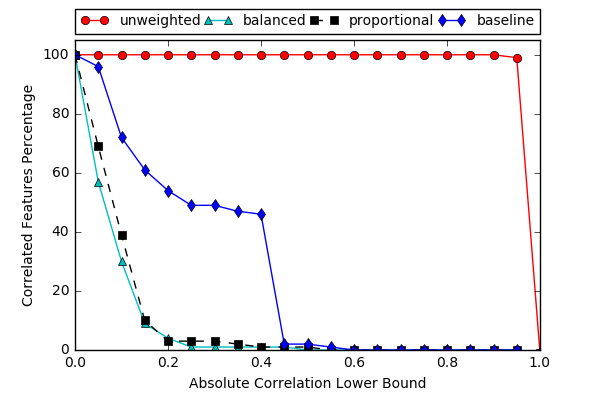 unweighted balanced proportional baseline
100
80
60
40
20
0
0.0 0.2 0.4 0.6 0.8 1.0
Correlated Features Percentage
Absolute Correlation Lower Bound